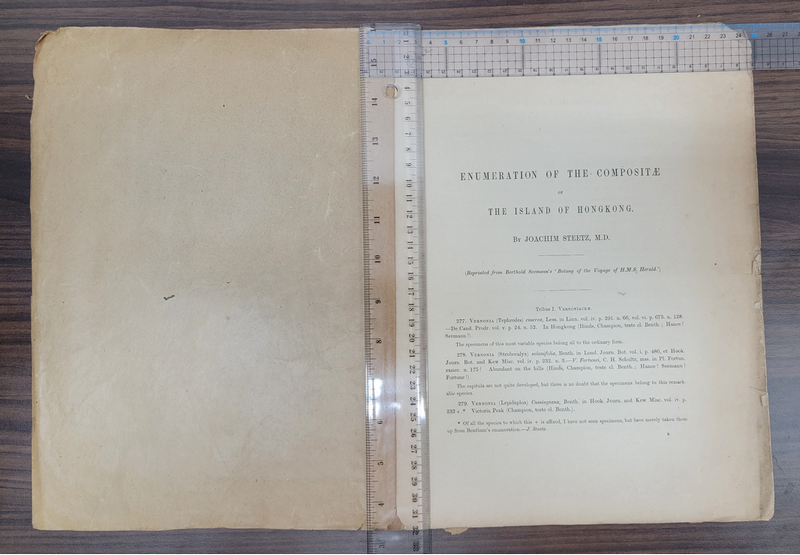 ENUMERATION OF THE COMPOSITÆ
OF
THE ISLAND OF HONGKONG.
By JOACHIM STEETZ, M.D.
(Reprinted from Berthold Seemann's 'Botany of the Voyage of H.M.S. Herald.')
Tribus I. Vernoniaceæ.
277. Vernonia (Tephrodes) cinerea, Less. in Linn. vol. iv. p. 291. n. 60, vol. vi. p. 673. n. 138.
—De Cand. Prodr. vol. v. p. 24. n. 52. In Hongkong (Hinds, Champion, teste cl. Benth.; Hance!
Seemann!).
The specimens of this most variable species belong all to the ordinary form.
278. Vernonia (Strobocalyx) solanifolia, Benth. in Lond. Journ. Bot. vol. i. p. 486, et Hook.
Journ. Bot. and Kew Misc. vol. iv. p. 232. n. 3.—V. Fortunei, C. H. Schultz, mss. in Pl. Fortun.
exsicc. n. 175! Abundant on the hills (Hinds, Champion, teste cl. Benth.; Hance! Seemann!
Fortune!).
The capitula are not quite developed, but there is no doubt that the specimens belong to this remark-
able species.
279. Vernonia (Lepidaploa) Championi, Benth. in Hook. Journ. and Kew Misc. vol. iv. p.
232 +.* Victoria Peak (Champion, teste cl. Benth.).
* Of all the species to which this + is affixed, I have not seen specimens, but have merely taken them
up from Bentham's enumeration.—J. Steetz.